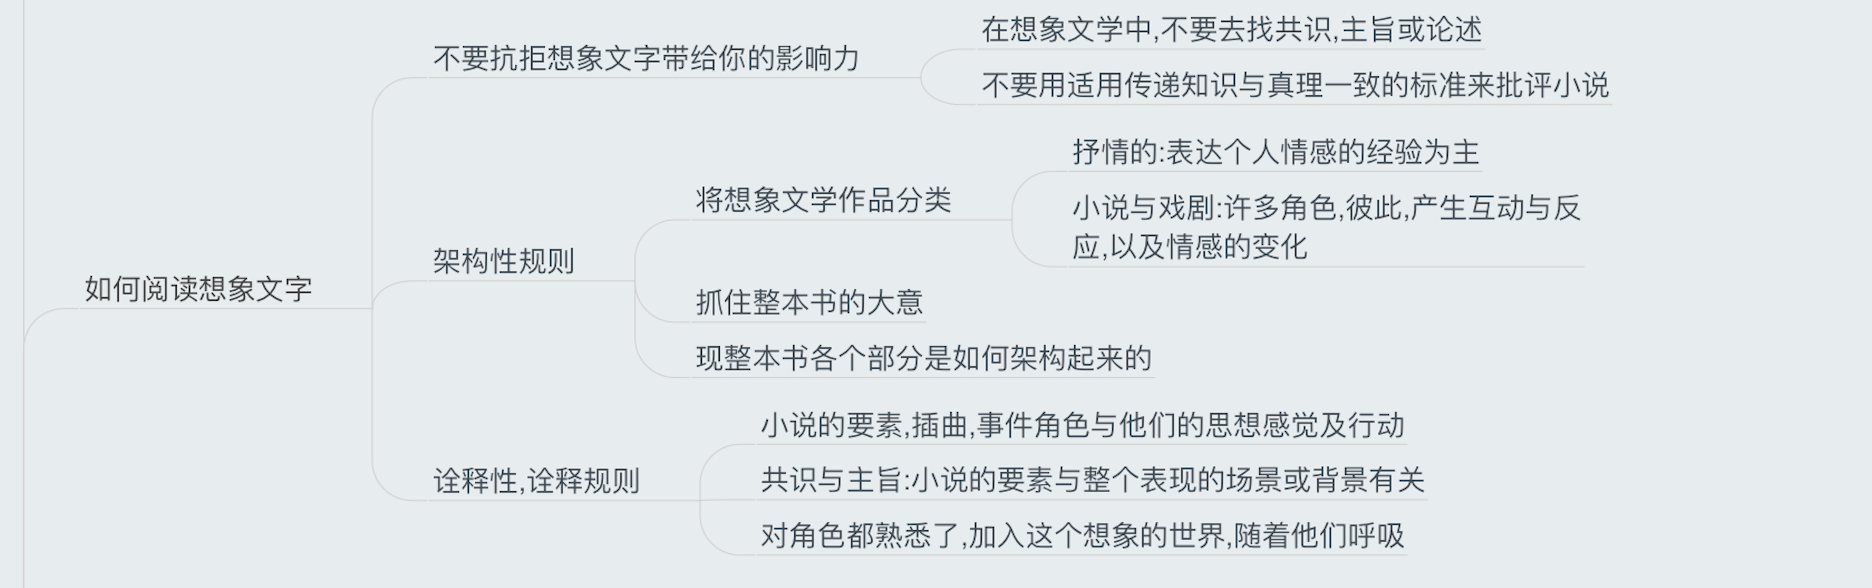 如何阅读想象文字
不要抗拒想象文字带给你的影响力
在想象文学中,不要去找共识,主旨或论述
不要用适用传递知识与真理一致的标准来批评小说
架构性规则
将想象文学作品分类
抒情的:表达个人情感的经验为主
小说与戏剧:许多角色,彼此,产生互动与反
应,以及情感的变化
抓住整本书的大意
现整本书各个部分是如何架构起来的
诠释性,诠释规则
小说的要素,插曲,事件角色与他们的思想感觉及行动
共识与主旨:小说的要素与整个表现的场景或背景有关
对角色都熟悉了,加入这个想象的世界,随着他们呼吸